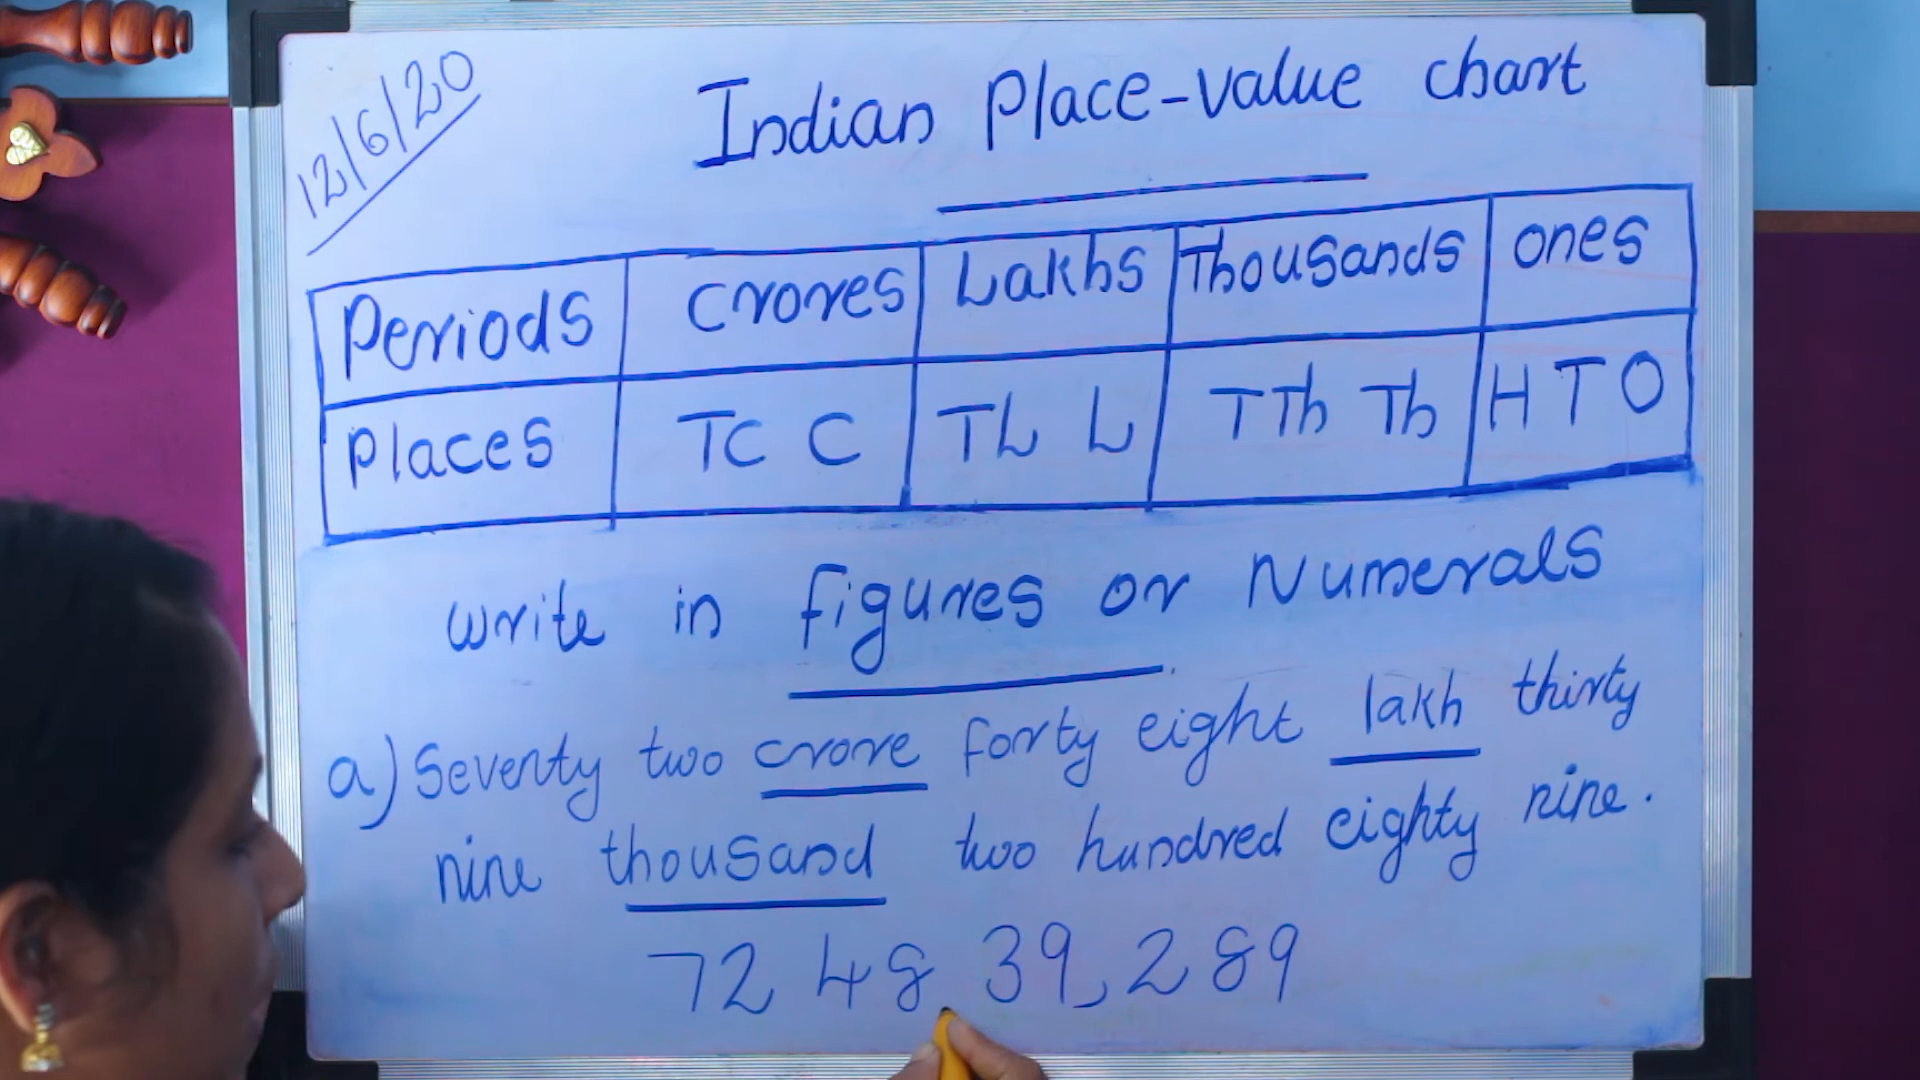 12/6/20
Indian Place-Value chart
Periods Crores Lakhs Thousands ones
Places TC C TL L TTh Th H T O
write in figures or Numerals
a) Seventy two crore forty eight lakh thirty
nine thousand two hundred eighty nine.
72 48 39,289